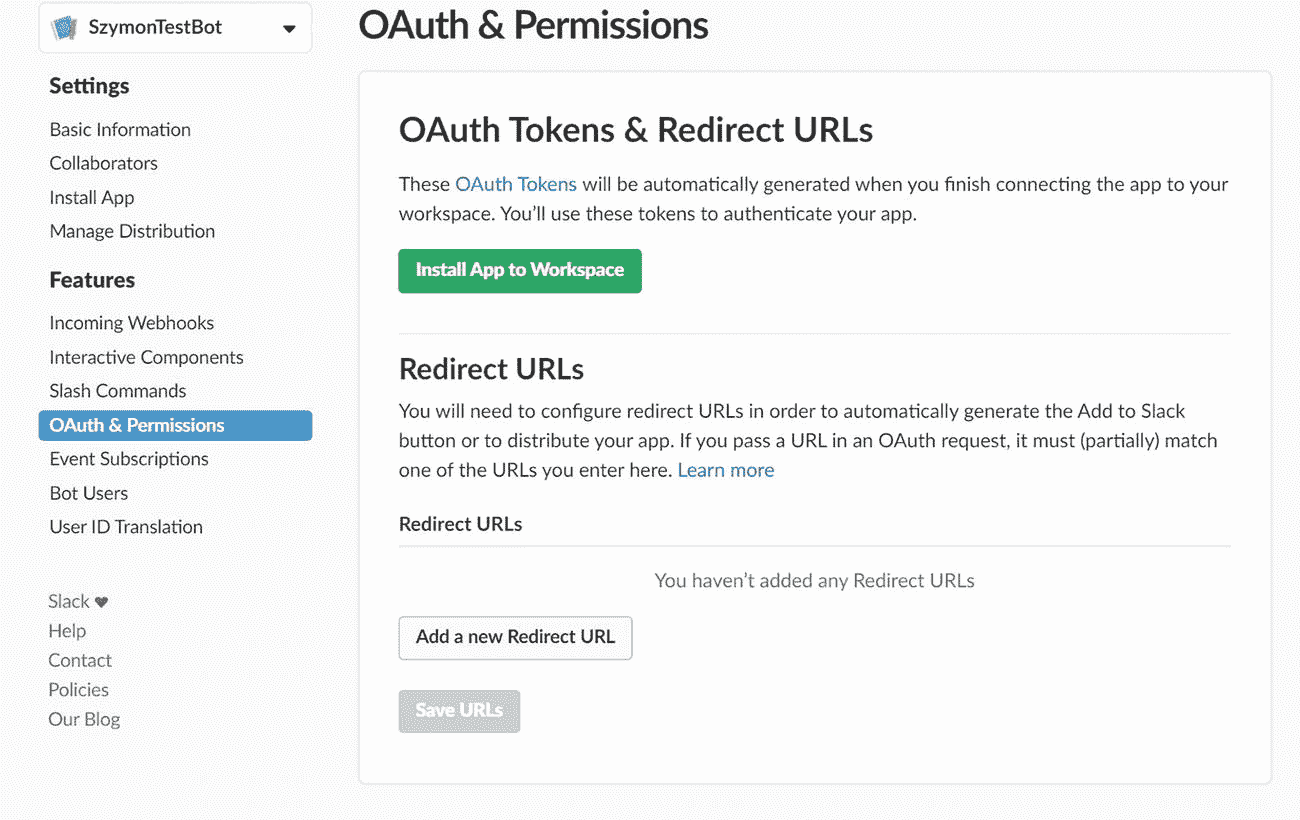 SzymonTestBot
Settings
Basic Information
Collaborators
Install App
Manage Distribution
Features
Incoming Webhooks
Interactive Components
Slash Commands
OAuth & Permissions
Event Subscriptions
Bot Users
User ID Translation
Slack
Help
Contact
Policies
Our Blog
OAuth & Permissions
OAuth Tokens & Redirect URLs
These OAuth Tokens will be automatically generated when you finish connecting the app to your
workspace. You’ll use these tokens to authenticate your app.
Install App to Workspace
Redirect URLs
You will need to configure redirect URLs in order to automatically generate the Add to Slack
button or to distribute your app. If you pass a URL in an OAuth request, it must (partially) match
one of the URLs you enter here. Learn more
Redirect URLs
You haven’t added any Redirect URLs
Add a new Redirect URL
Save URLs